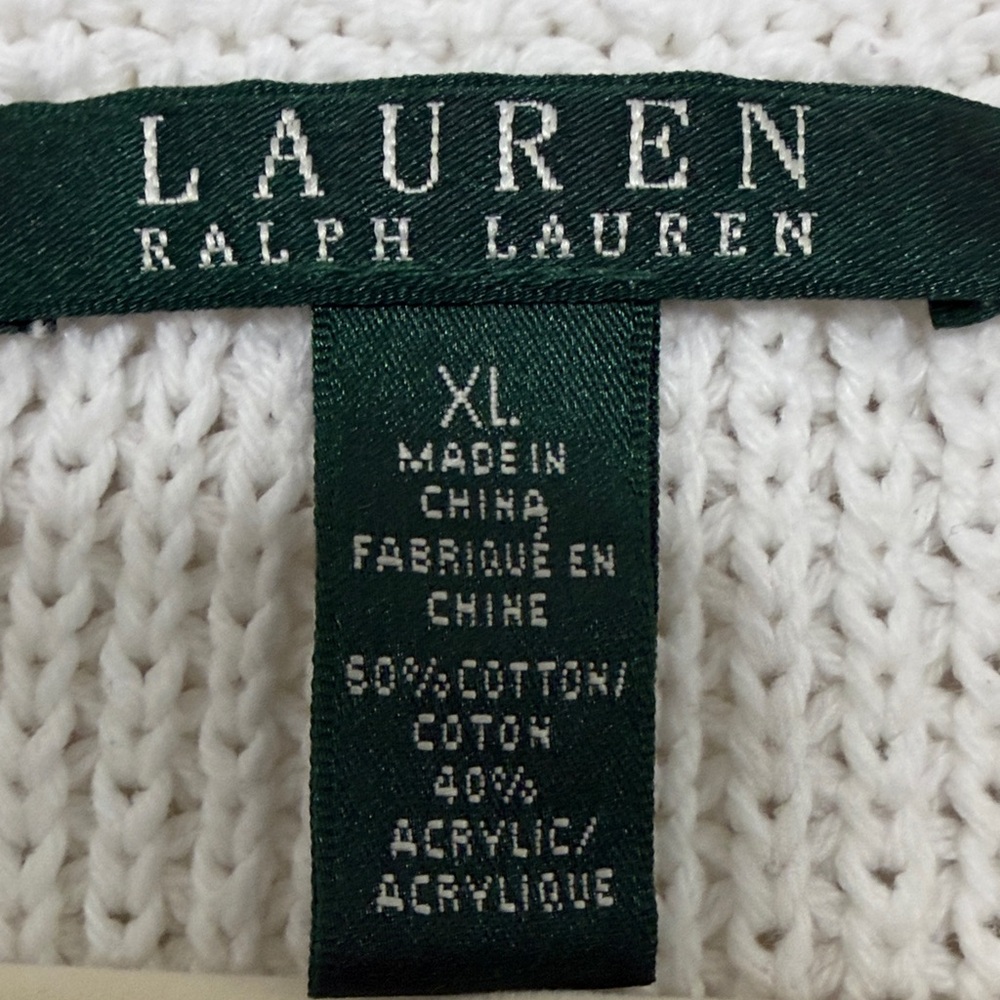 LAUREN
RALPH LAUREN
XL
MADE IN
CHINA
FABRIQUÉ EN
CHINE
60% COTTON/
COTON
40%
ACRYLIC/
ACRYLIQUE